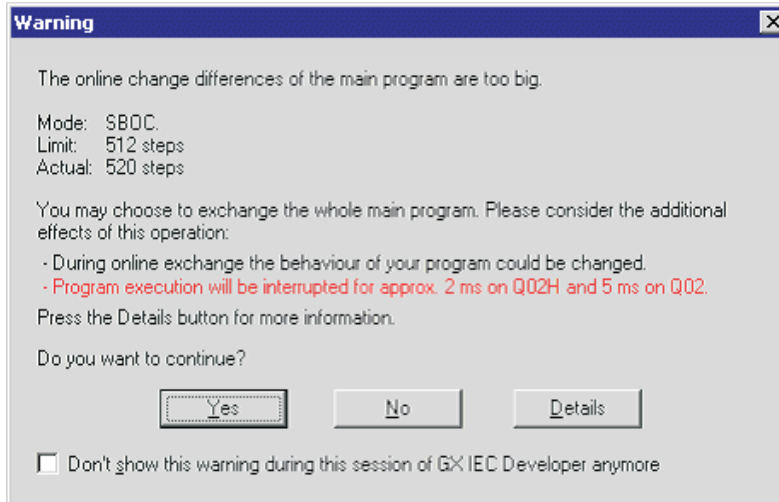 Warning
The online change differences of the main program are too big.
Mode: SBOC.
Limit: 512 steps
Actual: 520 steps
You may choose to exchange the whole main program. Please consider the additional
effects of this operation:
- During online exchange the behaviour of your program could be changed.
- Program execution will be interrupted for approx. 2 ms on Q02H and 5 ms on Q02.
Press the Details button for more information.
Do you want to continue?
Yes No Details
Don't show this warning during this session of GX IEC Developer anymore